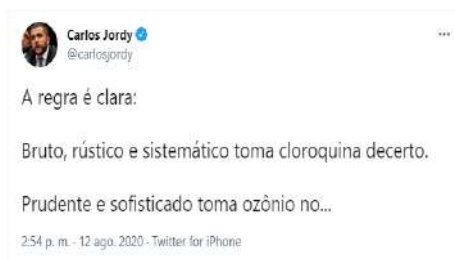 Carlos Jordy
@carlosjordy
A regra é clara:
Bruto, rústico e sistemático toma cloroquina decerto.
Prudente e sofisticado toma ozônio no...
2:54 p. m. · 12 ago. 2020 · Twitter for iPhone